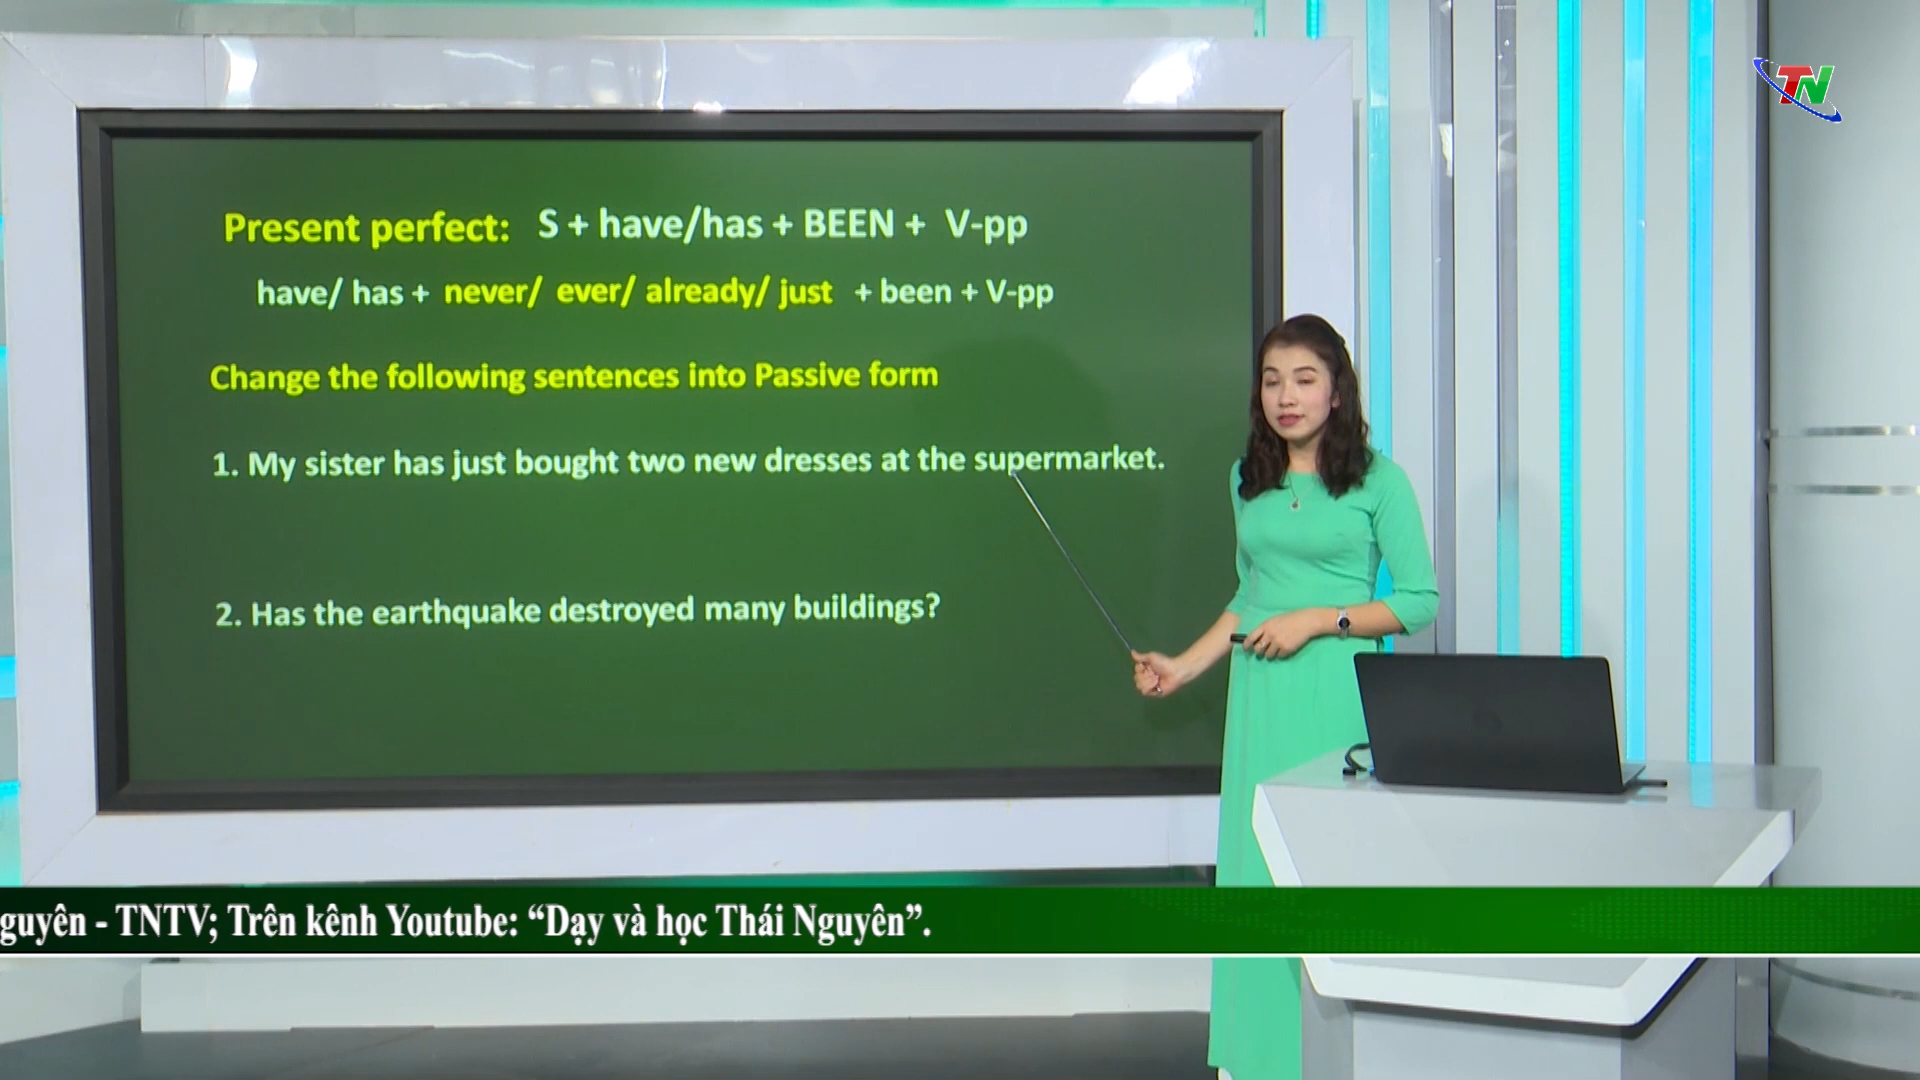 TN
Present perfect: S + have/has + BEEN + V-pp
have/ has + never/ ever/ already/ just + been + V-pp
Change the following sentences into Passive form
1. My sister has just bought two new dresses at the supermarket.
2. Has the earthquake destroyed many buildings?
guyên - TNTV; Trên kênh Youtube: “Dạy và học Thái Nguyên”.